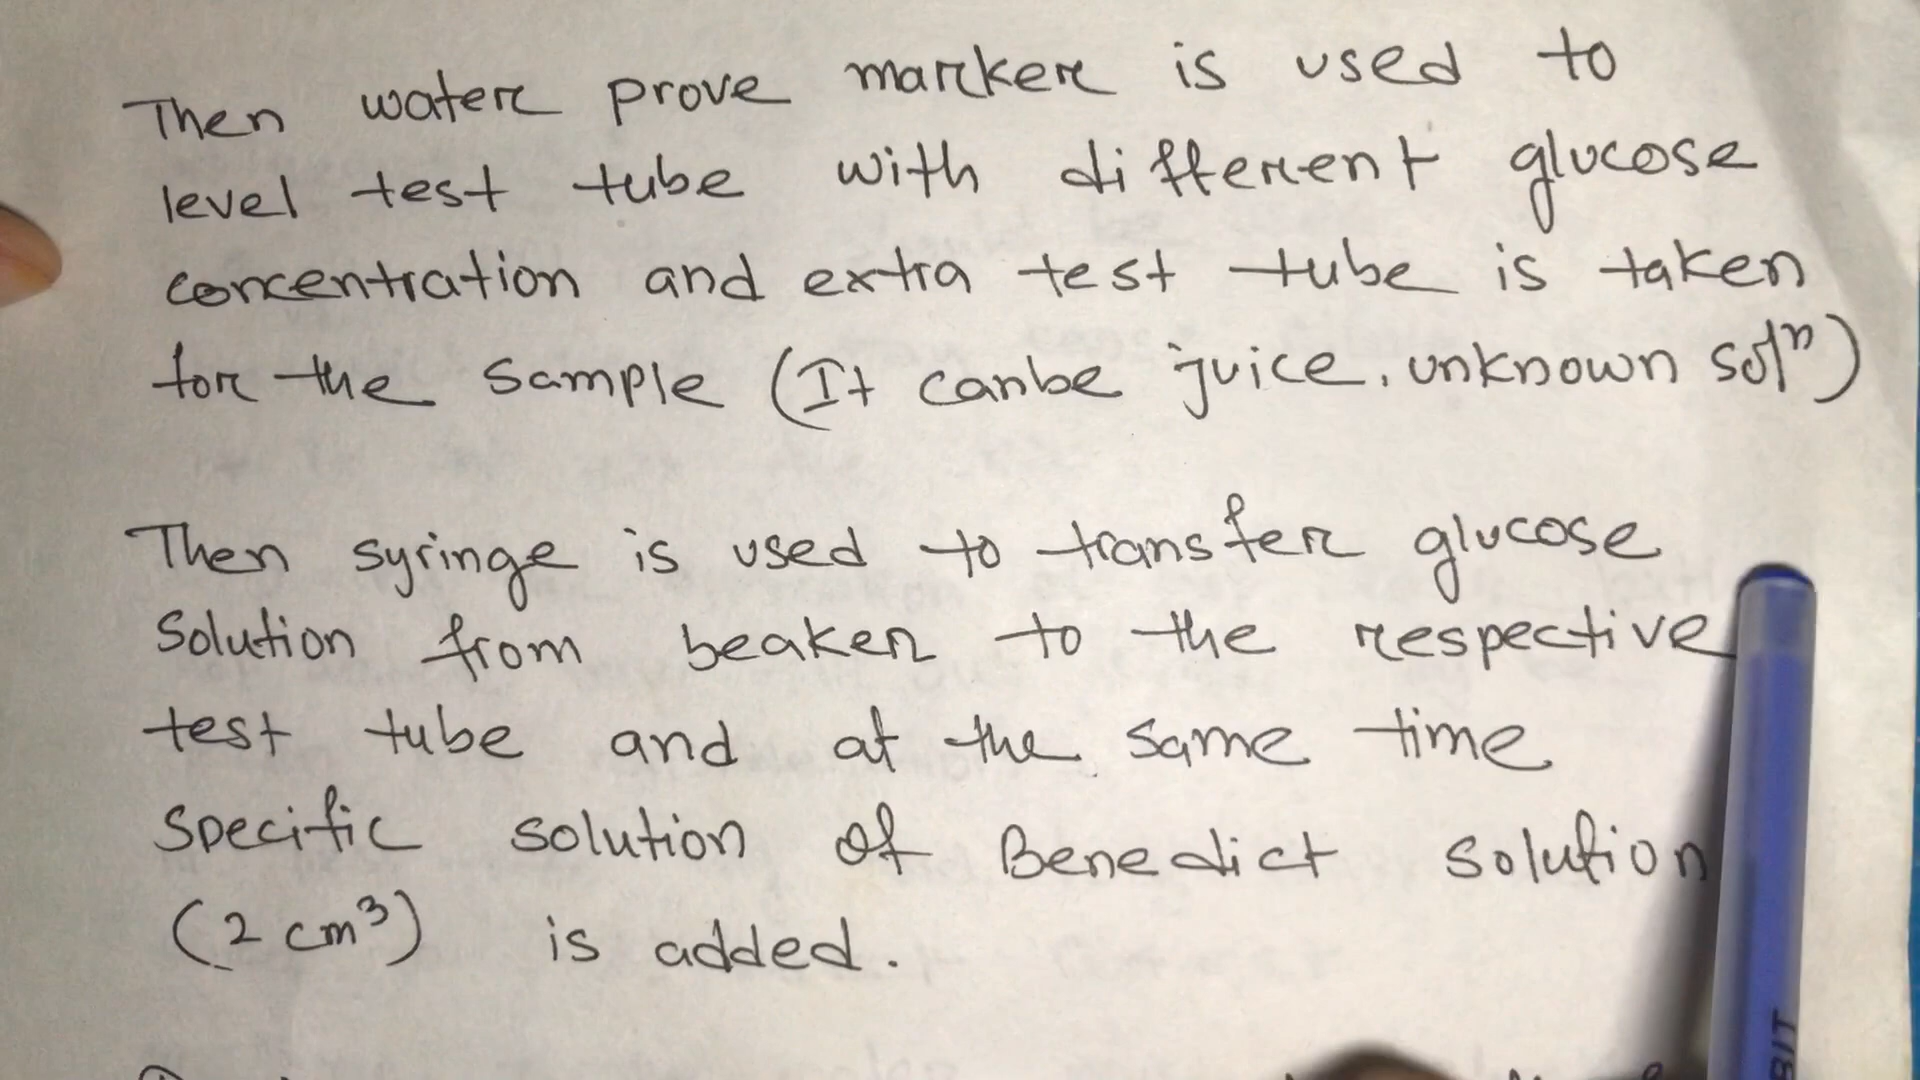 Then water prove marker is used to
level test tube with different glucose
concentration and extra test tube is taken
for the sample (It canbe juice, unknown solⁿ)
Then syringe is used to transfer glucose
solution from beaker to the respective
test tube and at the same time
specific solution of Benedict solution
(2 cm³) is added.
BIT